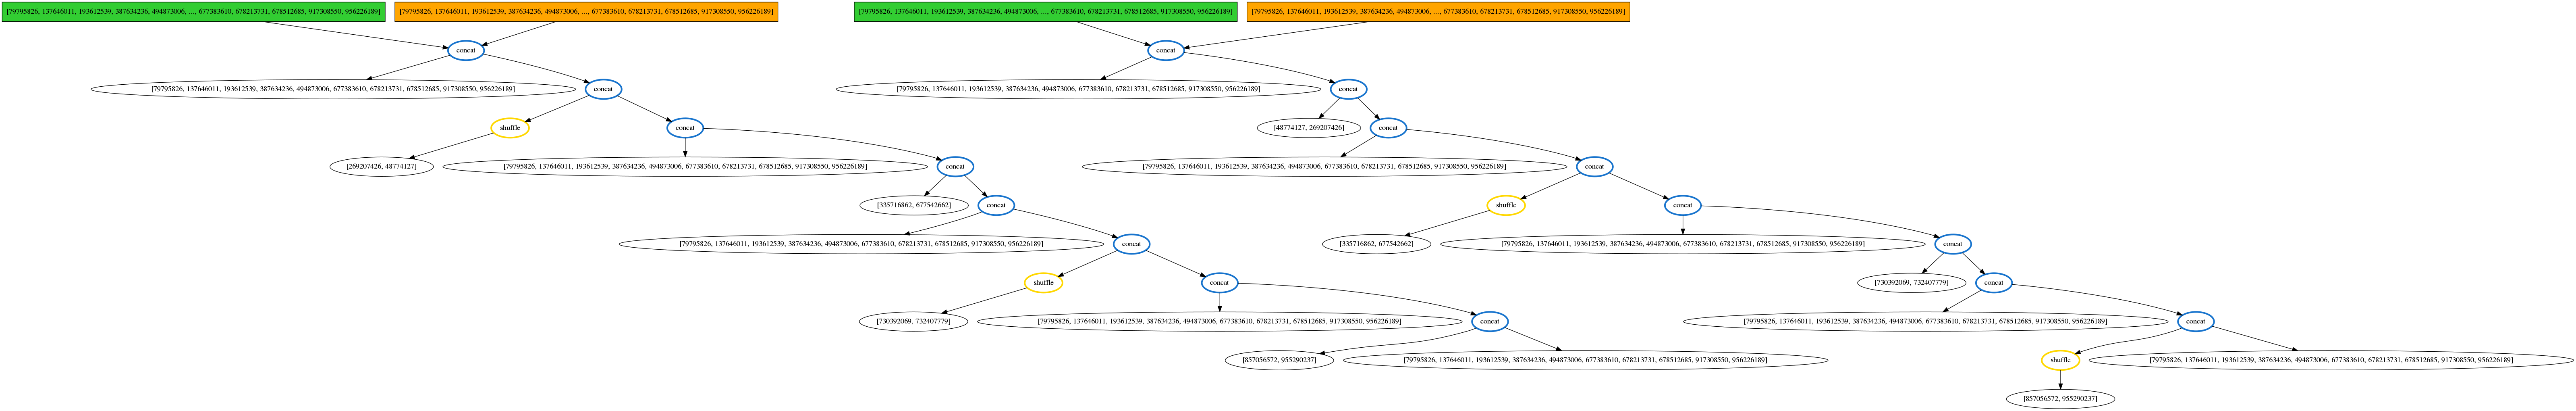 [79795826, 137646011, 193612539, 387634236, 494873006, ..., 677383610, 678213731, 678512685, 917308550, 956226189]
[79795826, 137646011, 193612539, 387634236, 494873006, ..., 677383610, 678213731, 678512685, 917308550, 956226189]
[79795826, 137646011, 193612539, 387634236, 494873006, ..., 677383610, 678213731, 678512685, 917308550, 956226189]
[79795826, 137646011, 193612539, 387634236, 494873006, ..., 677383610, 678213731, 678512685, 917308550, 956226189]
concat
concat
[79795826, 137646011, 193612539, 387634236, 494873006, 677383610, 678213731, 678512685, 917308550, 956226189]
concat
[79795826, 137646011, 193612539, 387634236, 494873006, 677383610, 678213731, 678512685, 917308550, 956226189]
concat
shuffle
concat
[48774127, 269207426]
concat
[269207426, 48774127]
[79795826, 137646011, 193612539, 387634236, 494873006, 677383610, 678213731, 678512685, 917308550, 956226189]
concat
[79795826, 137646011, 193612539, 387634236, 494873006, 677383610, 678213731, 678512685, 917308550, 956226189]
concat
[335716862, 677542662]
concat
shuffle
concat
[79795826, 137646011, 193612539, 387634236, 494873006, 677383610, 678213731, 678512685, 917308550, 956226189]
concat
[335716862, 677542662]
[79795826, 137646011, 193612539, 387634236, 494873006, 677383610, 678213731, 678512685, 917308550, 956226189]
concat
shuffle
concat
[730392069, 732407779]
concat
[730392069, 732407779]
[79795826, 137646011, 193612539, 387634236, 494873006, 677383610, 678213731, 678512685, 917308550, 956226189]
concat
[79795826, 137646011, 193612539, 387634236, 494873006, 677383610, 678213731, 678512685, 917308550, 956226189]
concat
[857056572, 955290237]
[79795826, 137646011, 193612539, 387634236, 494873006, 677383610, 678213731, 678512685, 917308550, 956226189]
shuffle
[79795826, 137646011, 193612539, 387634236, 494873006, 677383610, 678213731, 678512685, 917308550, 956226189]
[857056572, 955290237]